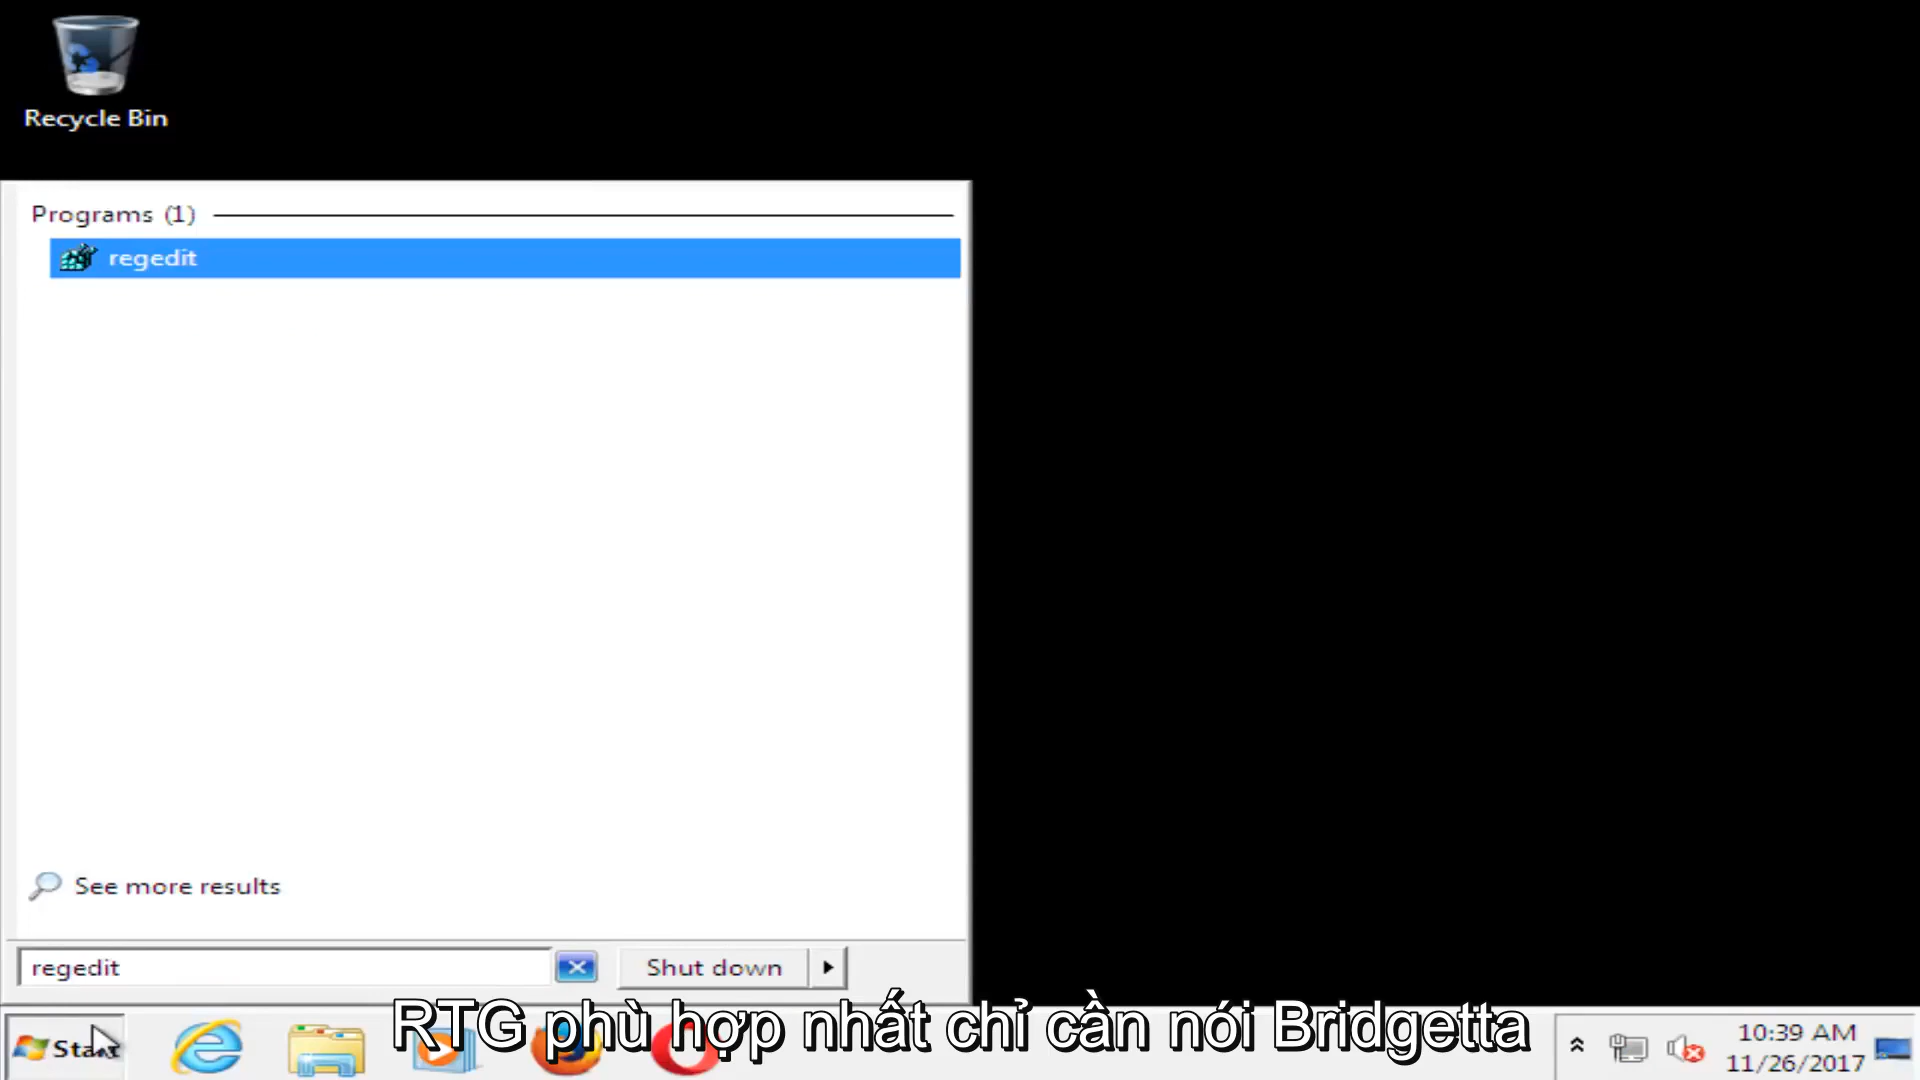 Recycle Bin
Programs (1)
regedit
See more results
regedit
Shut down
RTG phù hợp nhất chỉ cần nói Bridgetta
Start
10:39 AM
11/26/2017